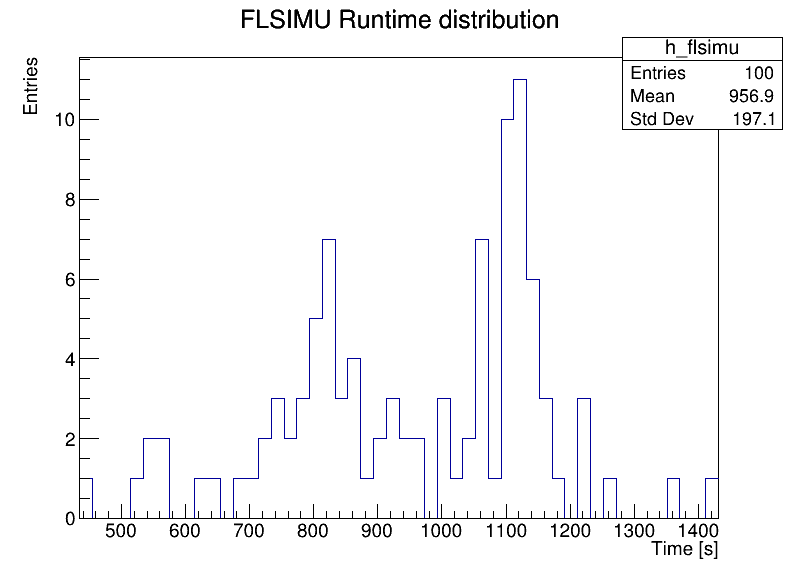 FLSIMU Runtime distribution
h_flsimu
Entries 100
Mean 956.9
Std Dev 197.1
Entries
10
8
6
4
2
0
500 600 700 800 900 1000 1100 1200 1300 1400
Time [s]